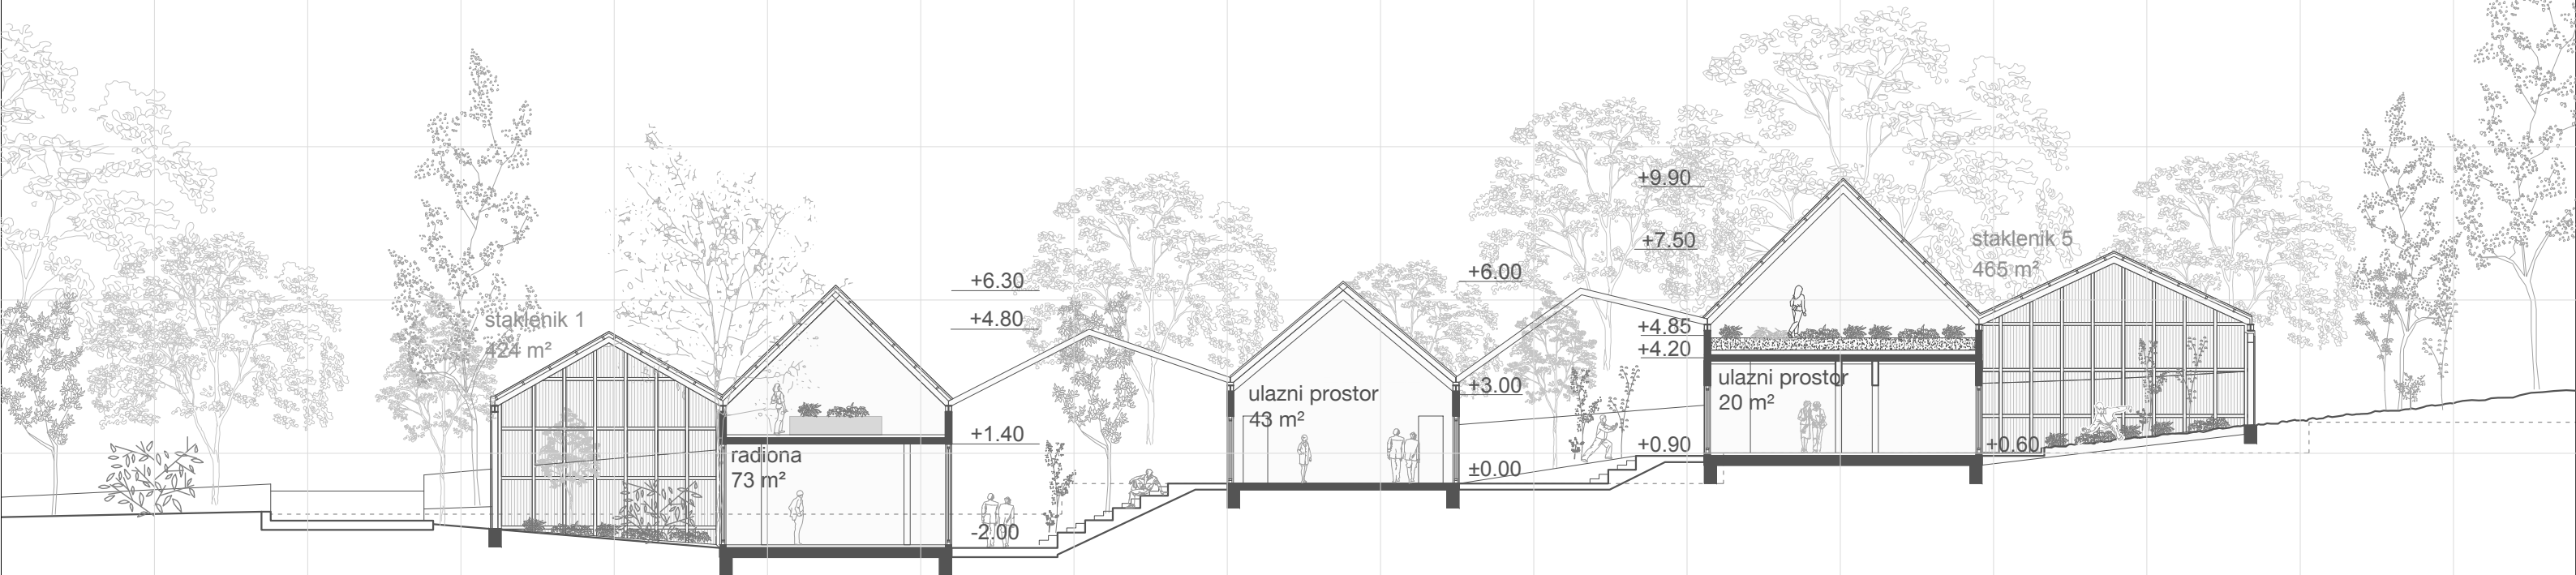 staklenik 1
424 m²
radiona
73 m²
+6.30
+4.80
+1.40
-2.00
ulazni prostor
43 m²
+6.00
+3.00
±0.00
+9.90
+7.50
+4.85
+4.20
+0.90
ulazni prostor
20 m²
staklenik 5
465 m²
+0.60